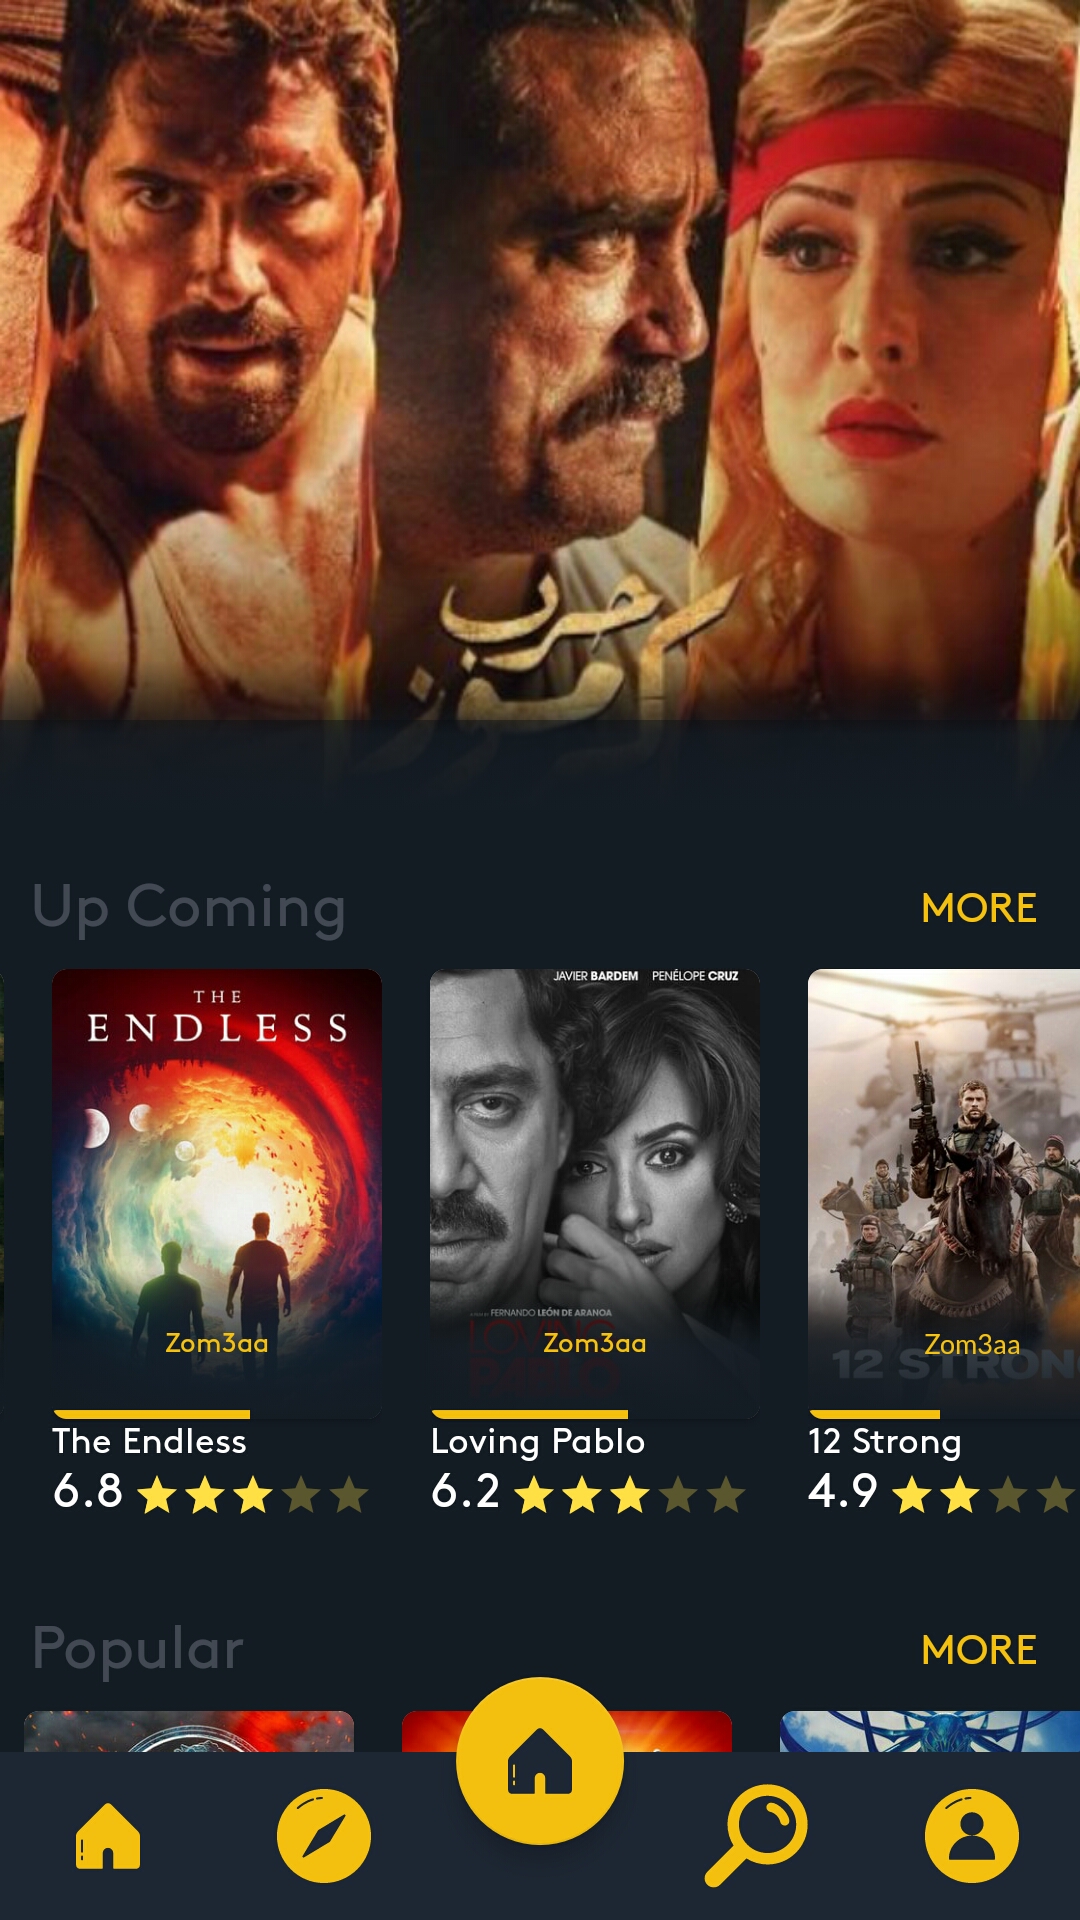 حرب
كرموز
Up Coming
MORE
THE
ENDLESS
Zom3aa
The Endless
6.8
JAVIER BARDEM PENÉLOPE CRUZ
FERNANDO LEÓN DE ARANOA
LOVING
PABLO
Zom3aa
Loving Pablo
6.2
12 STRON
Zom3aa
12 Strong
4.9
Popular
MORE